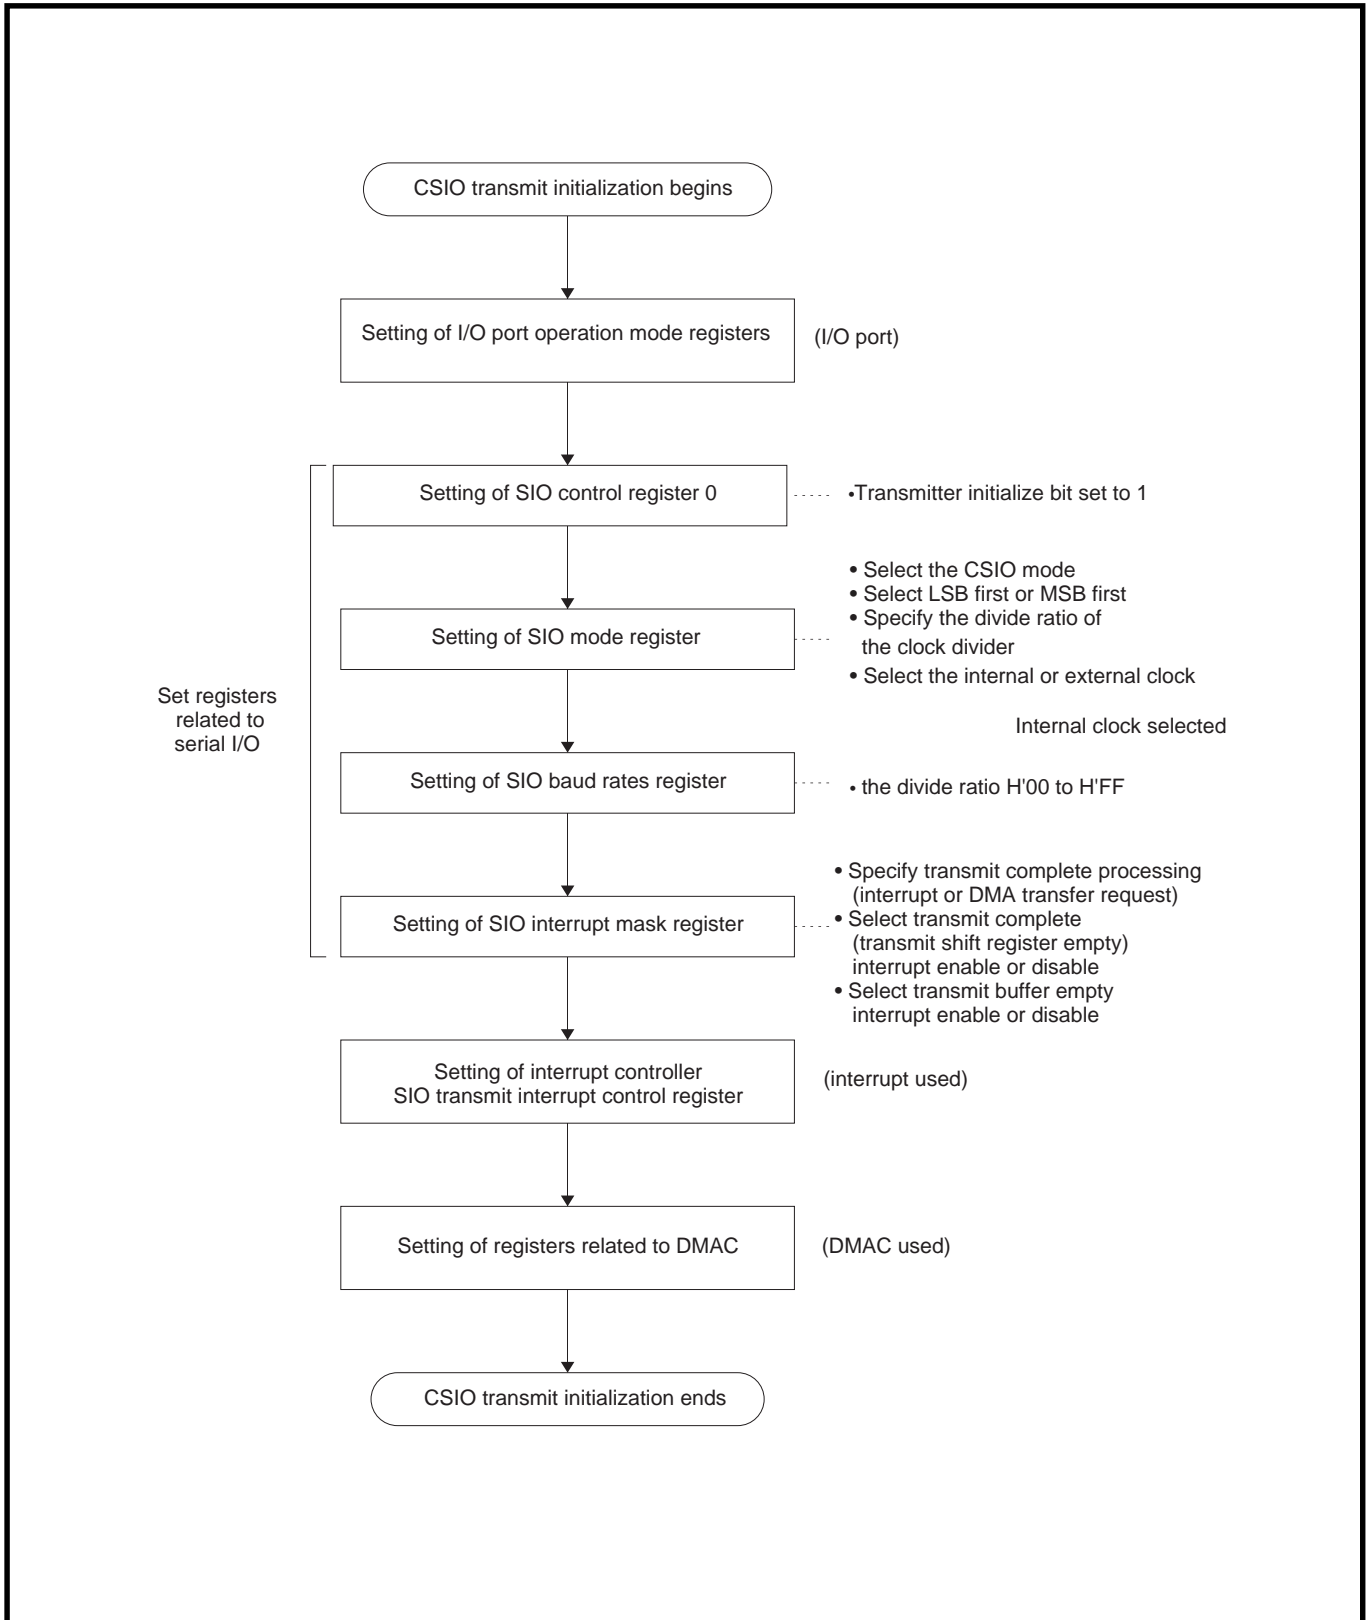 CSIO transmit initialization begins
Setting of I/O port operation mode registers
(I/O port)
Setting of SIO control register 0
•Transmitter initialize bit set to 1
• Select the CSIO mode
• Select LSB first or MSB first
• Specify the divide ratio of
the clock divider
• Select the internal or external clock
Setting of SIO mode register
Set registers
related to
serial I/O
Internal clock selected
Setting of SIO baud rates register
• the divide ratio H'00 to H'FF
• Specify transmit complete processing
(interrupt or DMA transfer request)
• Select transmit complete
(transmit shift register empty)
interrupt enable or disable
• Select transmit buffer empty
interrupt enable or disable
Setting of SIO interrupt mask register
Setting of interrupt controller
SIO transmit interrupt control register
(interrupt used)
Setting of registers related to DMAC
(DMAC used)
CSIO transmit initialization ends